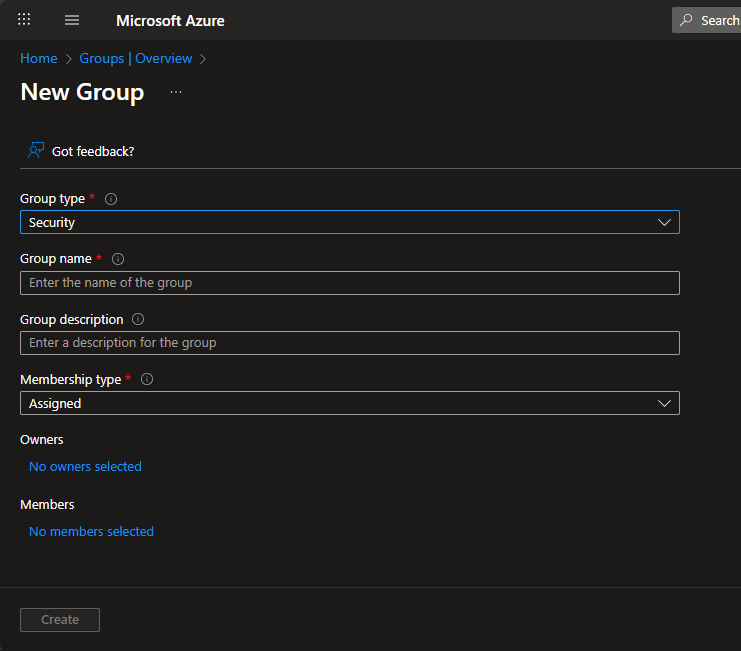 Microsoft Azure
Search
Home > Groups | Overview >
New Group ...
Got feedback?
Group type *
Security
Group name *
Enter the name of the group
Group description
Enter a description for the group
Membership type *
Assigned
Owners
No owners selected
Members
No members selected
Create